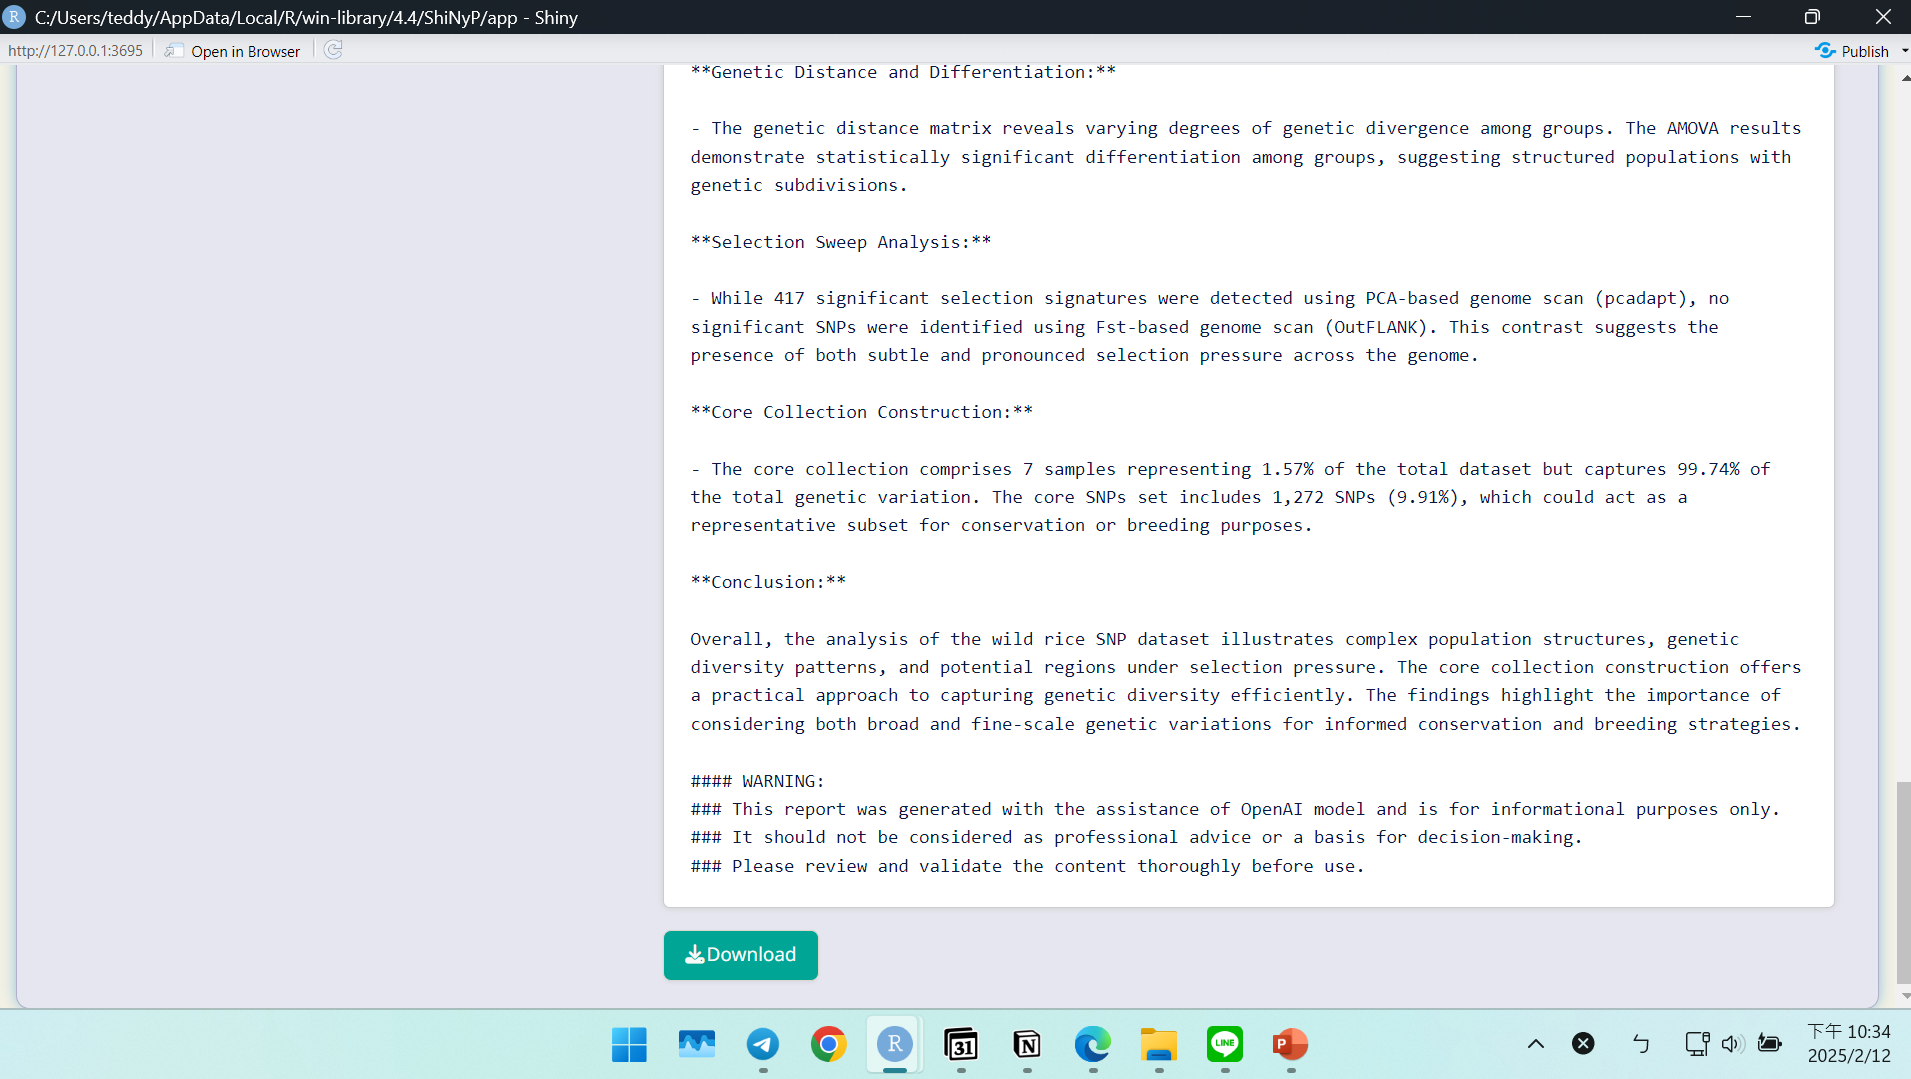 C:/Users/teddy/AppData/Local/R/win-library/4.4/ShiNyP/app - Shiny
http://127.0.0.1:3695
Open in Browser
Publish
**Genetic Distance and Differentiation:**
- The genetic distance matrix reveals varying degrees of genetic divergence among groups. The AMOVA results
demonstrate statistically significant differentiation among groups, suggesting structured populations with
genetic subdivisions.
**Selection Sweep Analysis:**
- While 417 significant selection signatures were detected using PCA-based genome scan (pcadapt), no
significant SNPs were identified using Fst-based genome scan (OutFLANK). This contrast suggests the
presence of both subtle and pronounced selection pressure across the genome.
**Core Collection Construction:**
- The core collection comprises 7 samples representing 1.57% of the total dataset but captures 99.74% of
the total genetic variation. The core SNPs set includes 1,272 SNPs (9.91%), which could act as a
representative subset for conservation or breeding purposes.
**Conclusion:**
Overall, the analysis of the wild rice SNP dataset illustrates complex population structures, genetic
diversity patterns, and potential regions under selection pressure. The core collection construction offers
a practical approach to capturing genetic diversity efficiently. The findings highlight the importance of
considering both broad and fine-scale genetic variations for informed conservation and breeding strategies.
#### WARNING:
### This report was generated with the assistance of OpenAI model and is for informational purposes only.
### It should not be considered as professional advice or a basis for decision-making.
### Please review and validate the content thoroughly before use.
Download
R
31
N
LINE
P
ㄅ
下午 10:34
2025/2/12